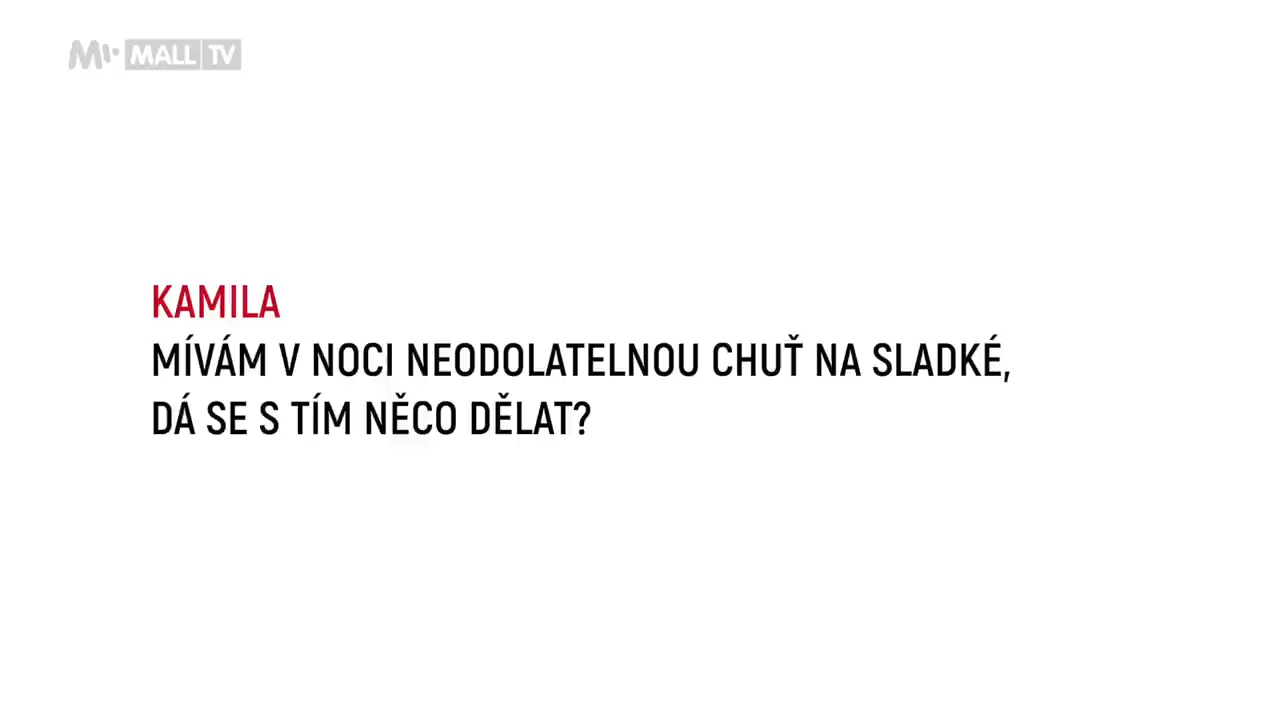 MALL TV
KAMILA
MÍVÁM V NOCI NEODOLATELNOU CHUŤ NA SLADKÉ,
DÁ SE S TÍM NĚCO DĚLAT?